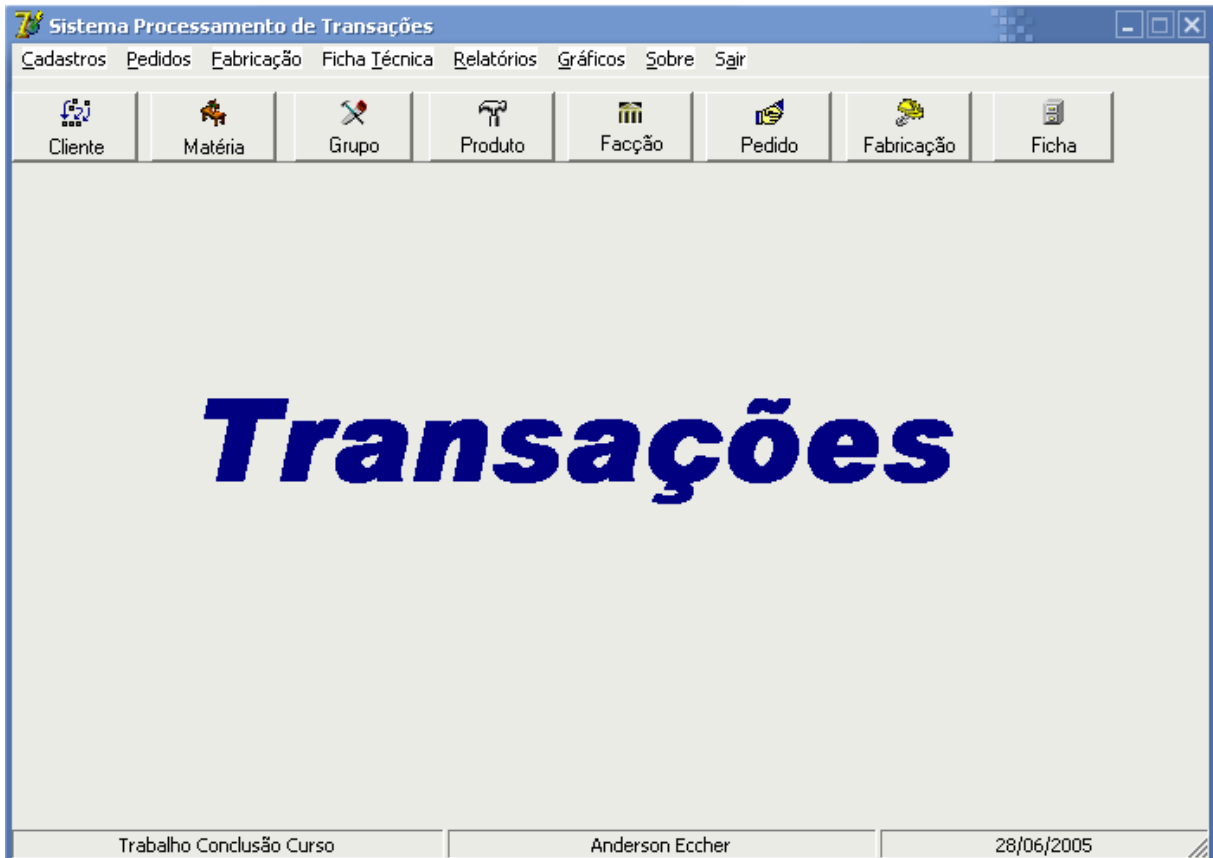 Sistema Processamento de Transações
Cadastros Pedidos Fabricação Ficha Técnica Relatórios Gráficos Sobre Sair
Cliente Matéria Grupo Produto Facção Pedido Fabricação Ficha
Transações
Trabalho Conclusão Curso Anderson Eccher 28/06/2005